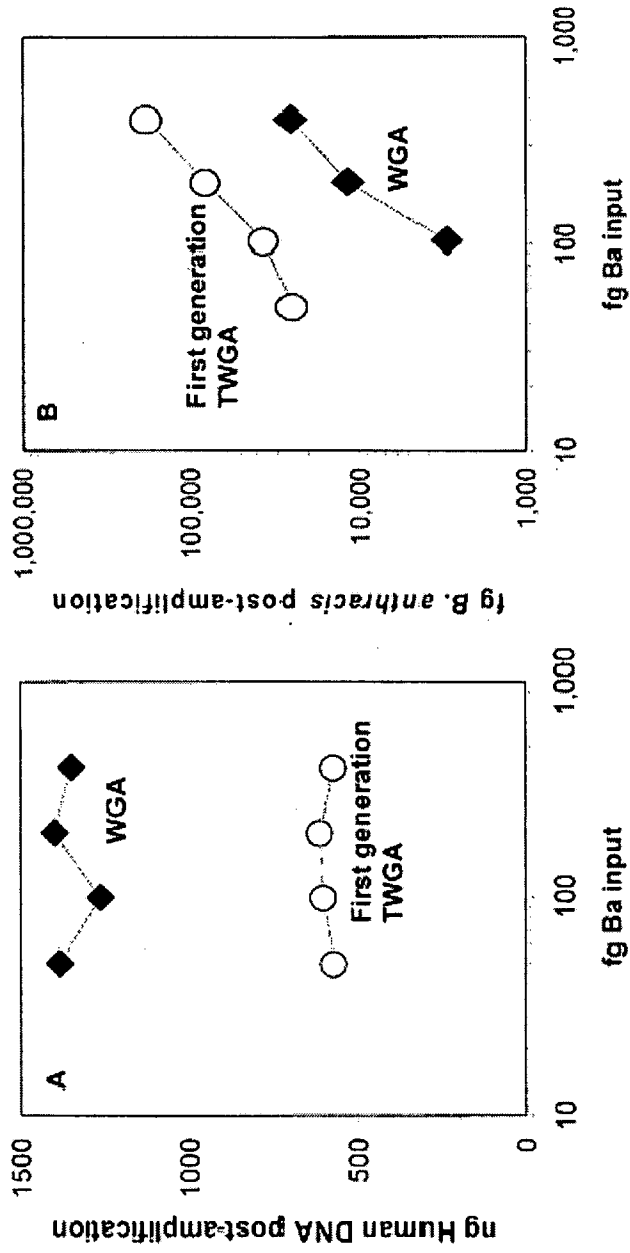 A
ng Human DNA post-amplification
1500
1000
500
0
WGA
First generation
TWGA
10
100
1,000
fg Ba input
B
fg B. anthracis post-amplification
1,000,000
100,000
10,000
1,000
First generation
TWGA
WGA
10
100
1,000
fg Ba input